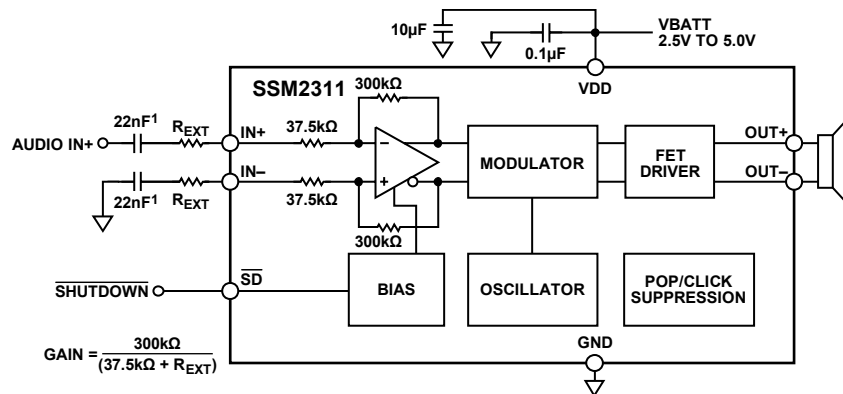 10µF
VBATT
2.5V TO 5.0V
0.1µF
VDD
SSM2311
300kΩ
22nF1
REXT
AUDIO IN+
IN+
37.5kΩ
–
MODULATOR
FET
DRIVER
OUT+
IN–
+
OUT–
22nF1
REXT
37.5kΩ
300kΩ
SHUTDOWN
SD
BIAS
OSCILLATOR
POP/CLICK
SUPPRESSION
GAIN = 300kΩ
(37.5kΩ + REXT)
GND